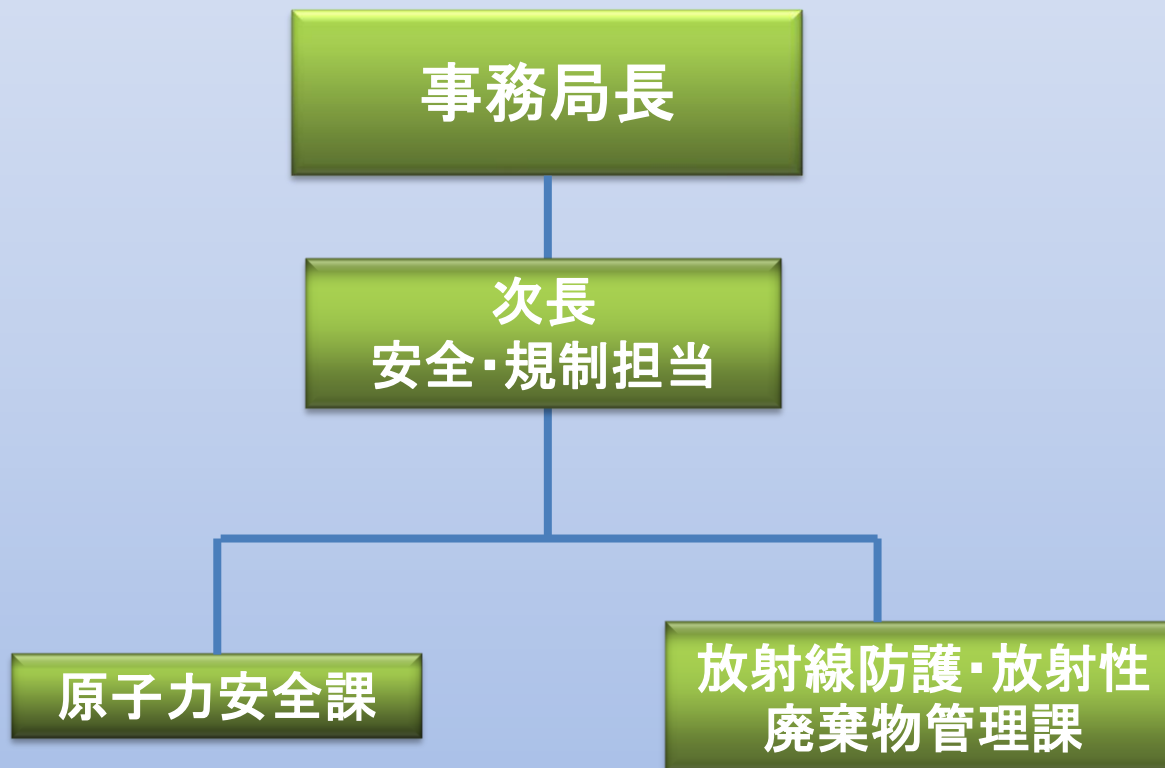 事務局長
次長
安全・規制担当
原子力安全課
放射線防護・放射性
廃棄物管理課